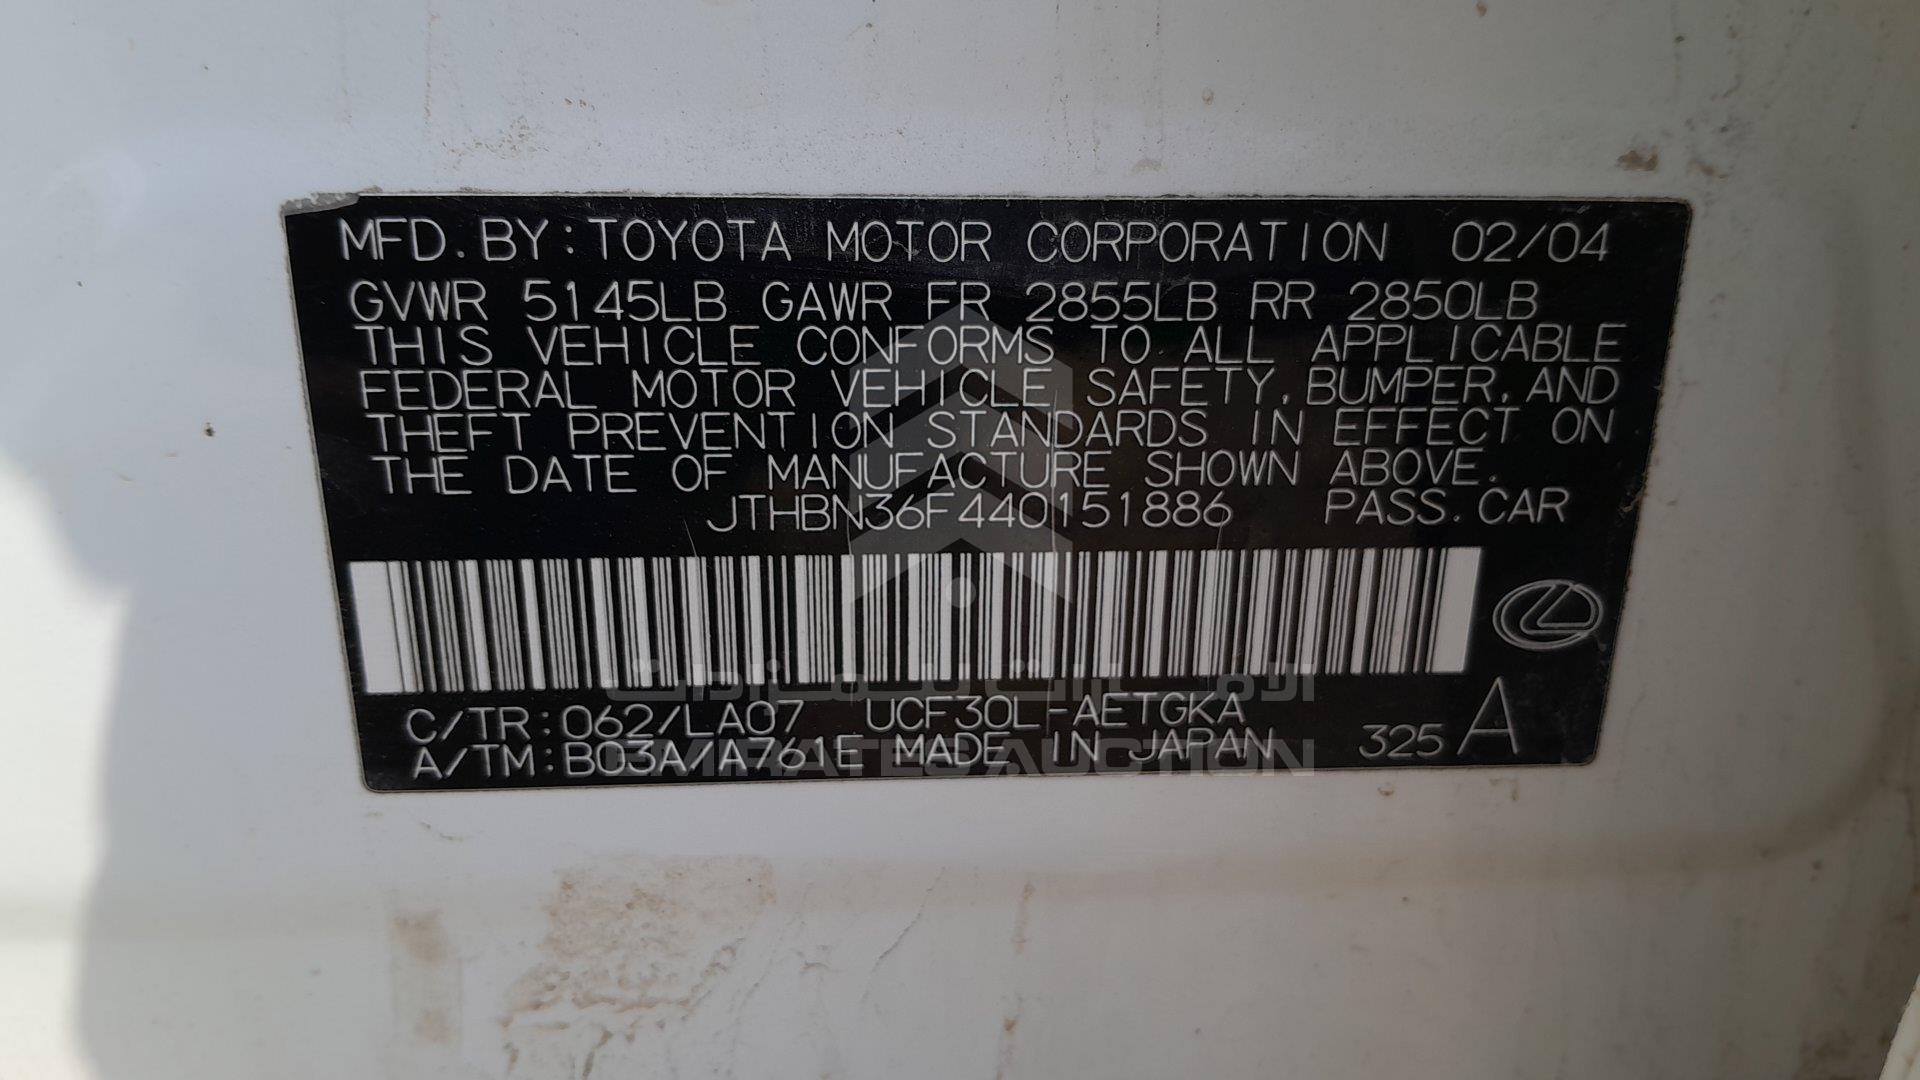 MFD. BY: TOYOTA MOTOR CORPORATION 02/04
GVWR 5145LB GAWR FR 2855LB RR 2850LB
THIS VEHICLE CONFORMS TO ALL APPLICABLE
FEDERAL MOTOR VEHICLE SAFETY, BUMPER, AND
THEFT PREVENTION STANDARDS IN EFFECT ON
THE DATE OF MANUFACTURE SHOWN ABOVE.
JTHBN36F440151886 PASS. CAR
الإمارات للمزادات
C/TR: 062/LA07 UCF30L-AETGKA
A/TM: B03A/A761E MADE IN JAPAN 325 A
EMIRATES AUCTION